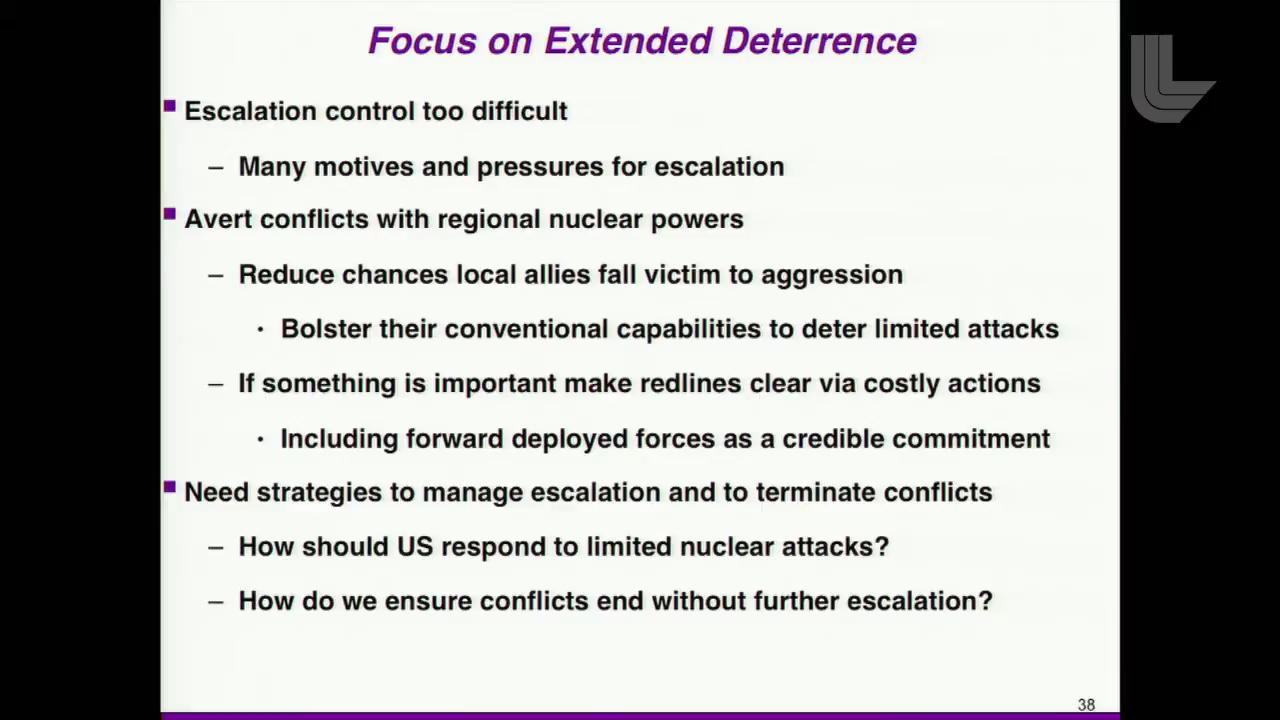 Focus on Extended Deterrence
Escalation control too difficult
– Many motives and pressures for escalation
Avert conflicts with regional nuclear powers
– Reduce chances local allies fall victim to aggression
• Bolster their conventional capabilities to deter limited attacks
– If something is important make redlines clear via costly actions
• Including forward deployed forces as a credible commitment
Need strategies to manage escalation and to terminate conflicts
– How should US respond to limited nuclear attacks?
– How do we ensure conflicts end without further escalation?
38